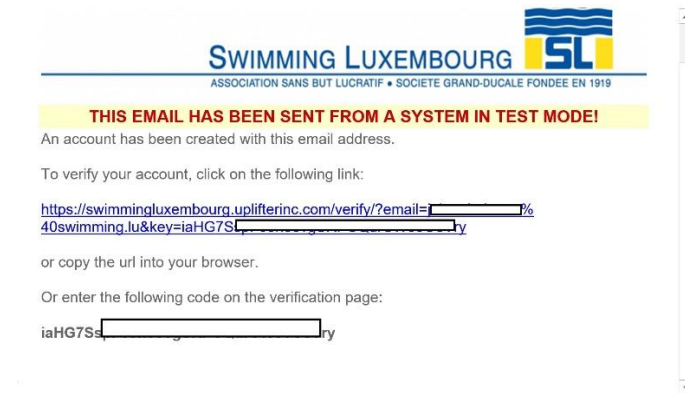 SWIMMING LUXEMBOURG
SL
ASSOCIATION SANS BUT LUCRATIF • SOCIETE GRAND-DUCALE FONDEE EN 1919
THIS EMAIL HAS BEEN SENT FROM A SYSTEM IN TEST MODE!
An account has been created with this email address.
To verify your account, click on the following link:
https://swimmingluxembourg.uplifterinc.com/verify/?email= %
40swimming.lu&key=iaHG7S ry
or copy the url into your browser.
Or enter the following code on the verification page:
iaHG7Ss ry